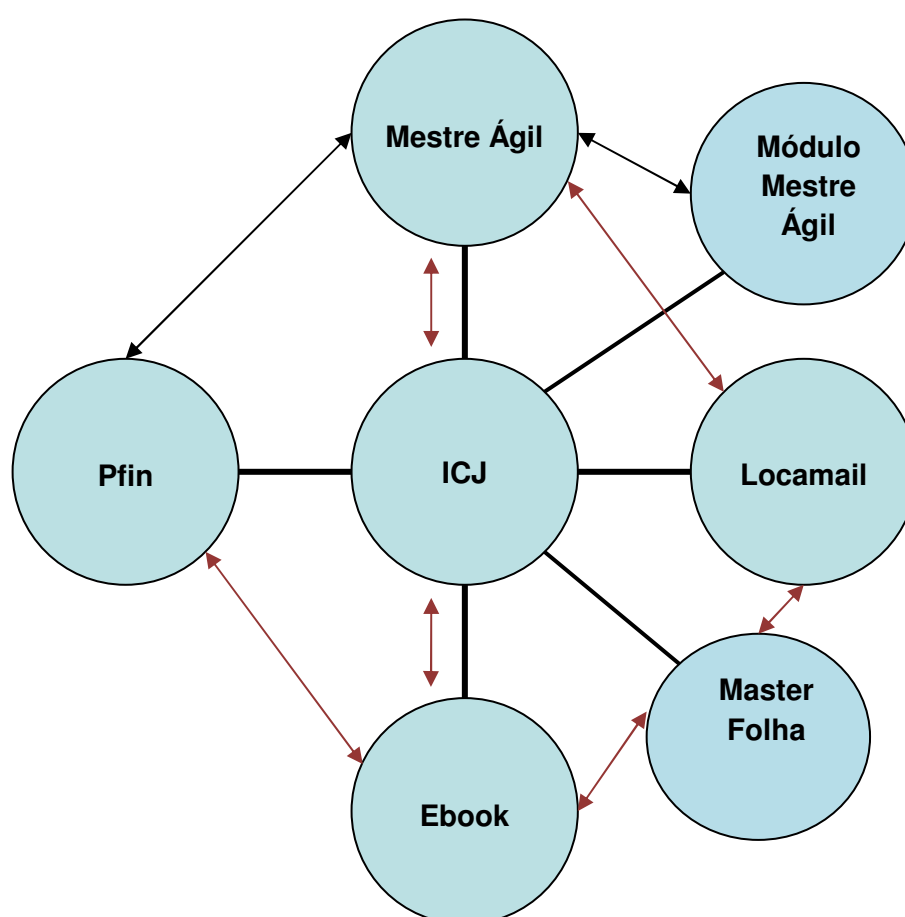 Mestre Ágil
Módulo
Mestre
Ágil
Pfin
ICJ
Locamail
Master
Folha
Ebook